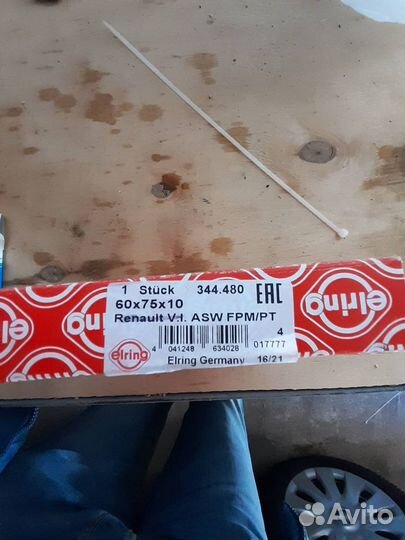 1 Stück 344.480 EAC
60x75x10
Renault V.I. ASW FPM/PT
4
elring
4 041248 634028 017777
Elring Germany 16/21
elring
elring
Avito